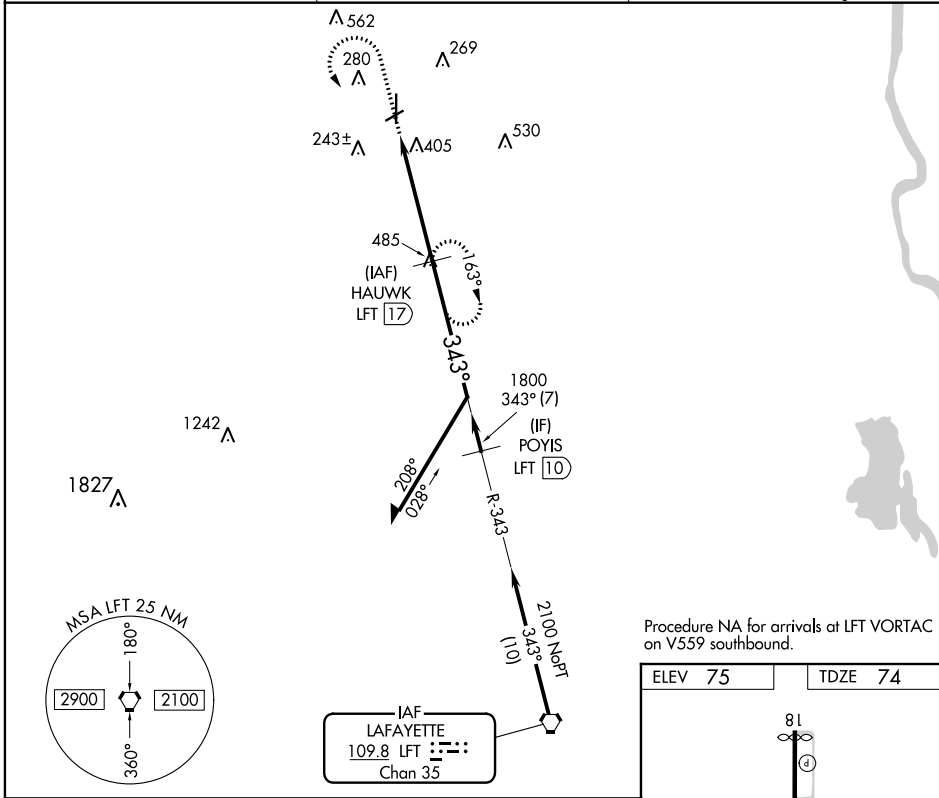 562
280
269
243±
405
530
485
(IAF)
HAUWK
LFT 17
163°
343°
1800
343° (7)
(IF)
POYIS
LFT 10
1242
1827
208°
028°
R-343
2100 NoPT
343°
(10)
MSA LFT 25 NM
180°
2900
2100
360°
IAF
LAFAYETTE
109.8 LFT
Chan 35
Procedure NA for arrivals at LFT VORTAC
on V559 southbound.
ELEV 75
TDZE 74
18
P